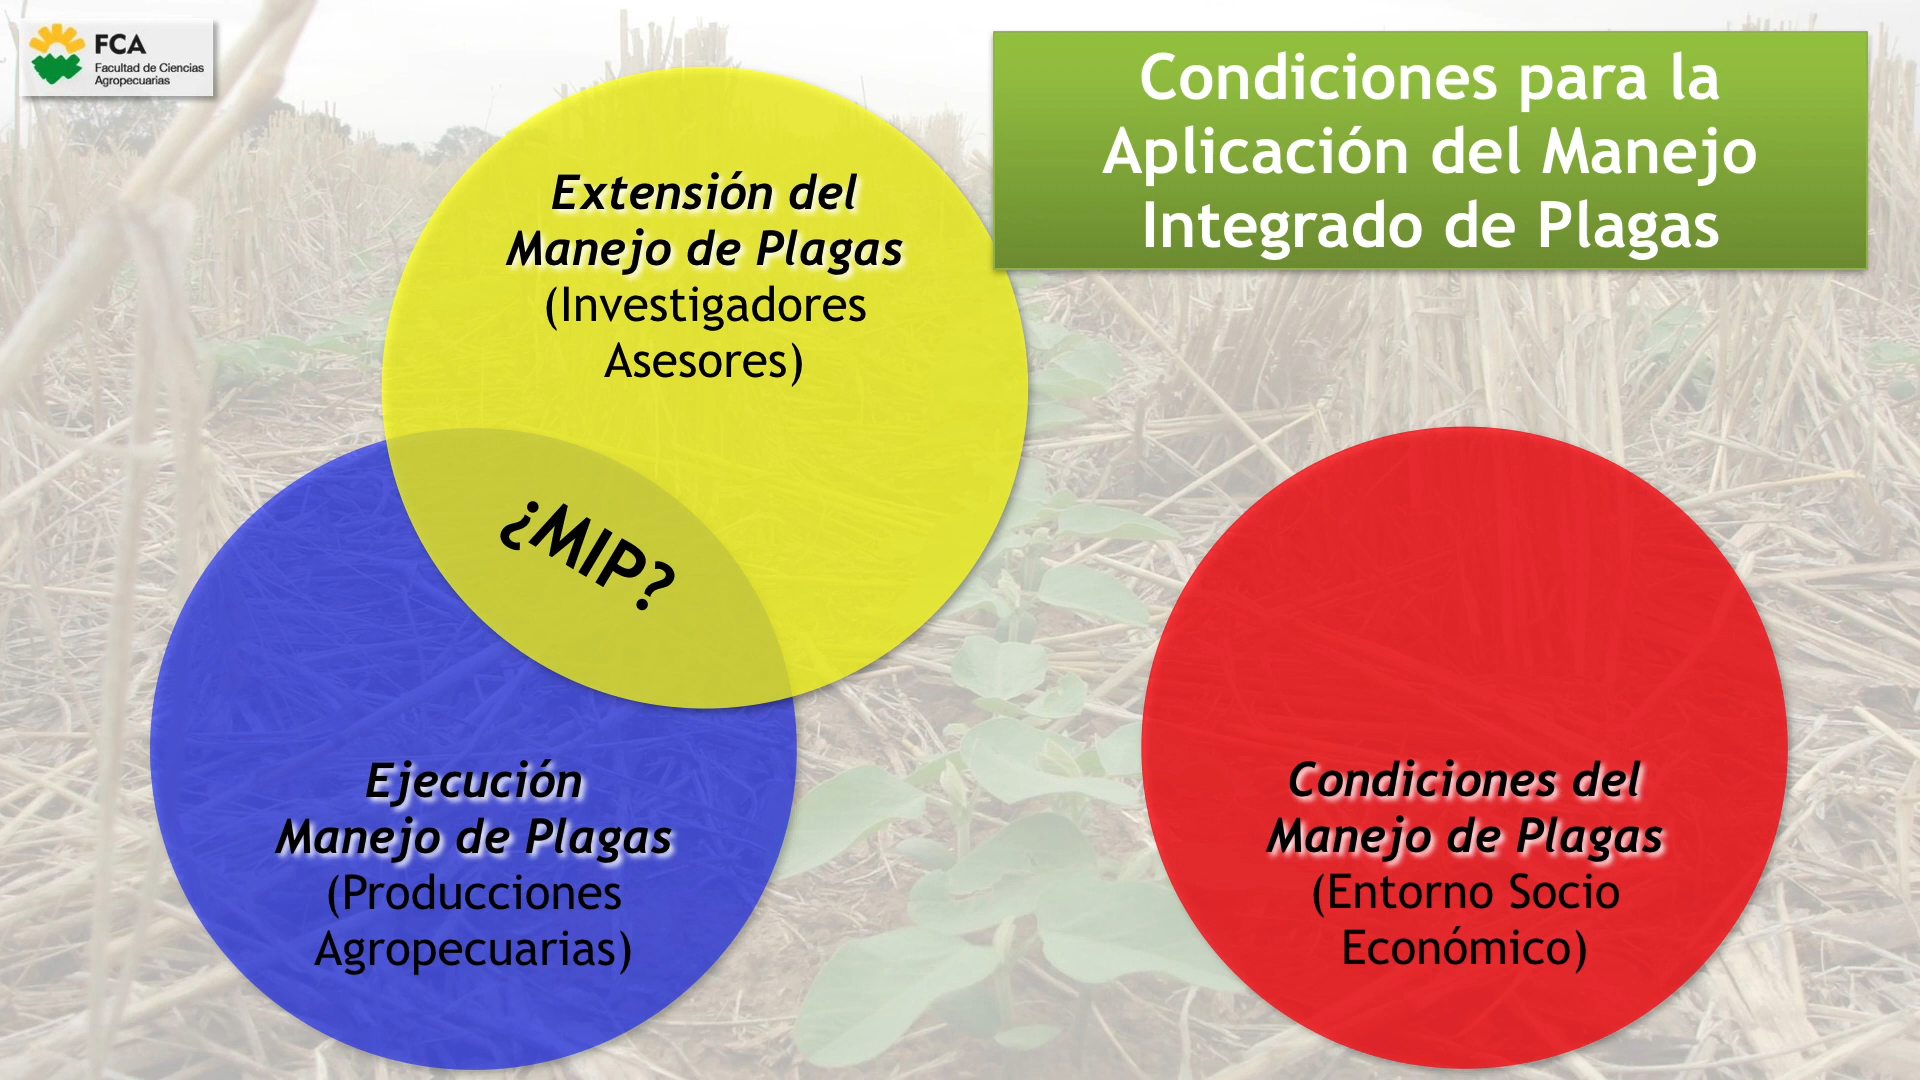 FCA
Facultad de Ciencias
Agropecuarias
Condiciones para la
Aplicación del Manejo
Integrado de Plagas
Extensión del
Manejo de Plagas
(Investigadores
Asesores)
¿MIP?
Ejecución
Manejo de Plagas
(Producciones
Agropecuarias)
Condiciones del
Manejo de Plagas
(Entorno Socio
Económico)